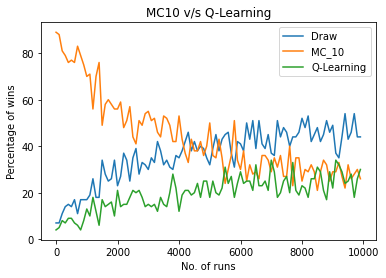 MC10 v/s Q-Learning
Draw
MC_10
Q-Learning
Percentage of wins
80
60
40
20
0
0 2000 4000 6000 8000 10000
No. of runs